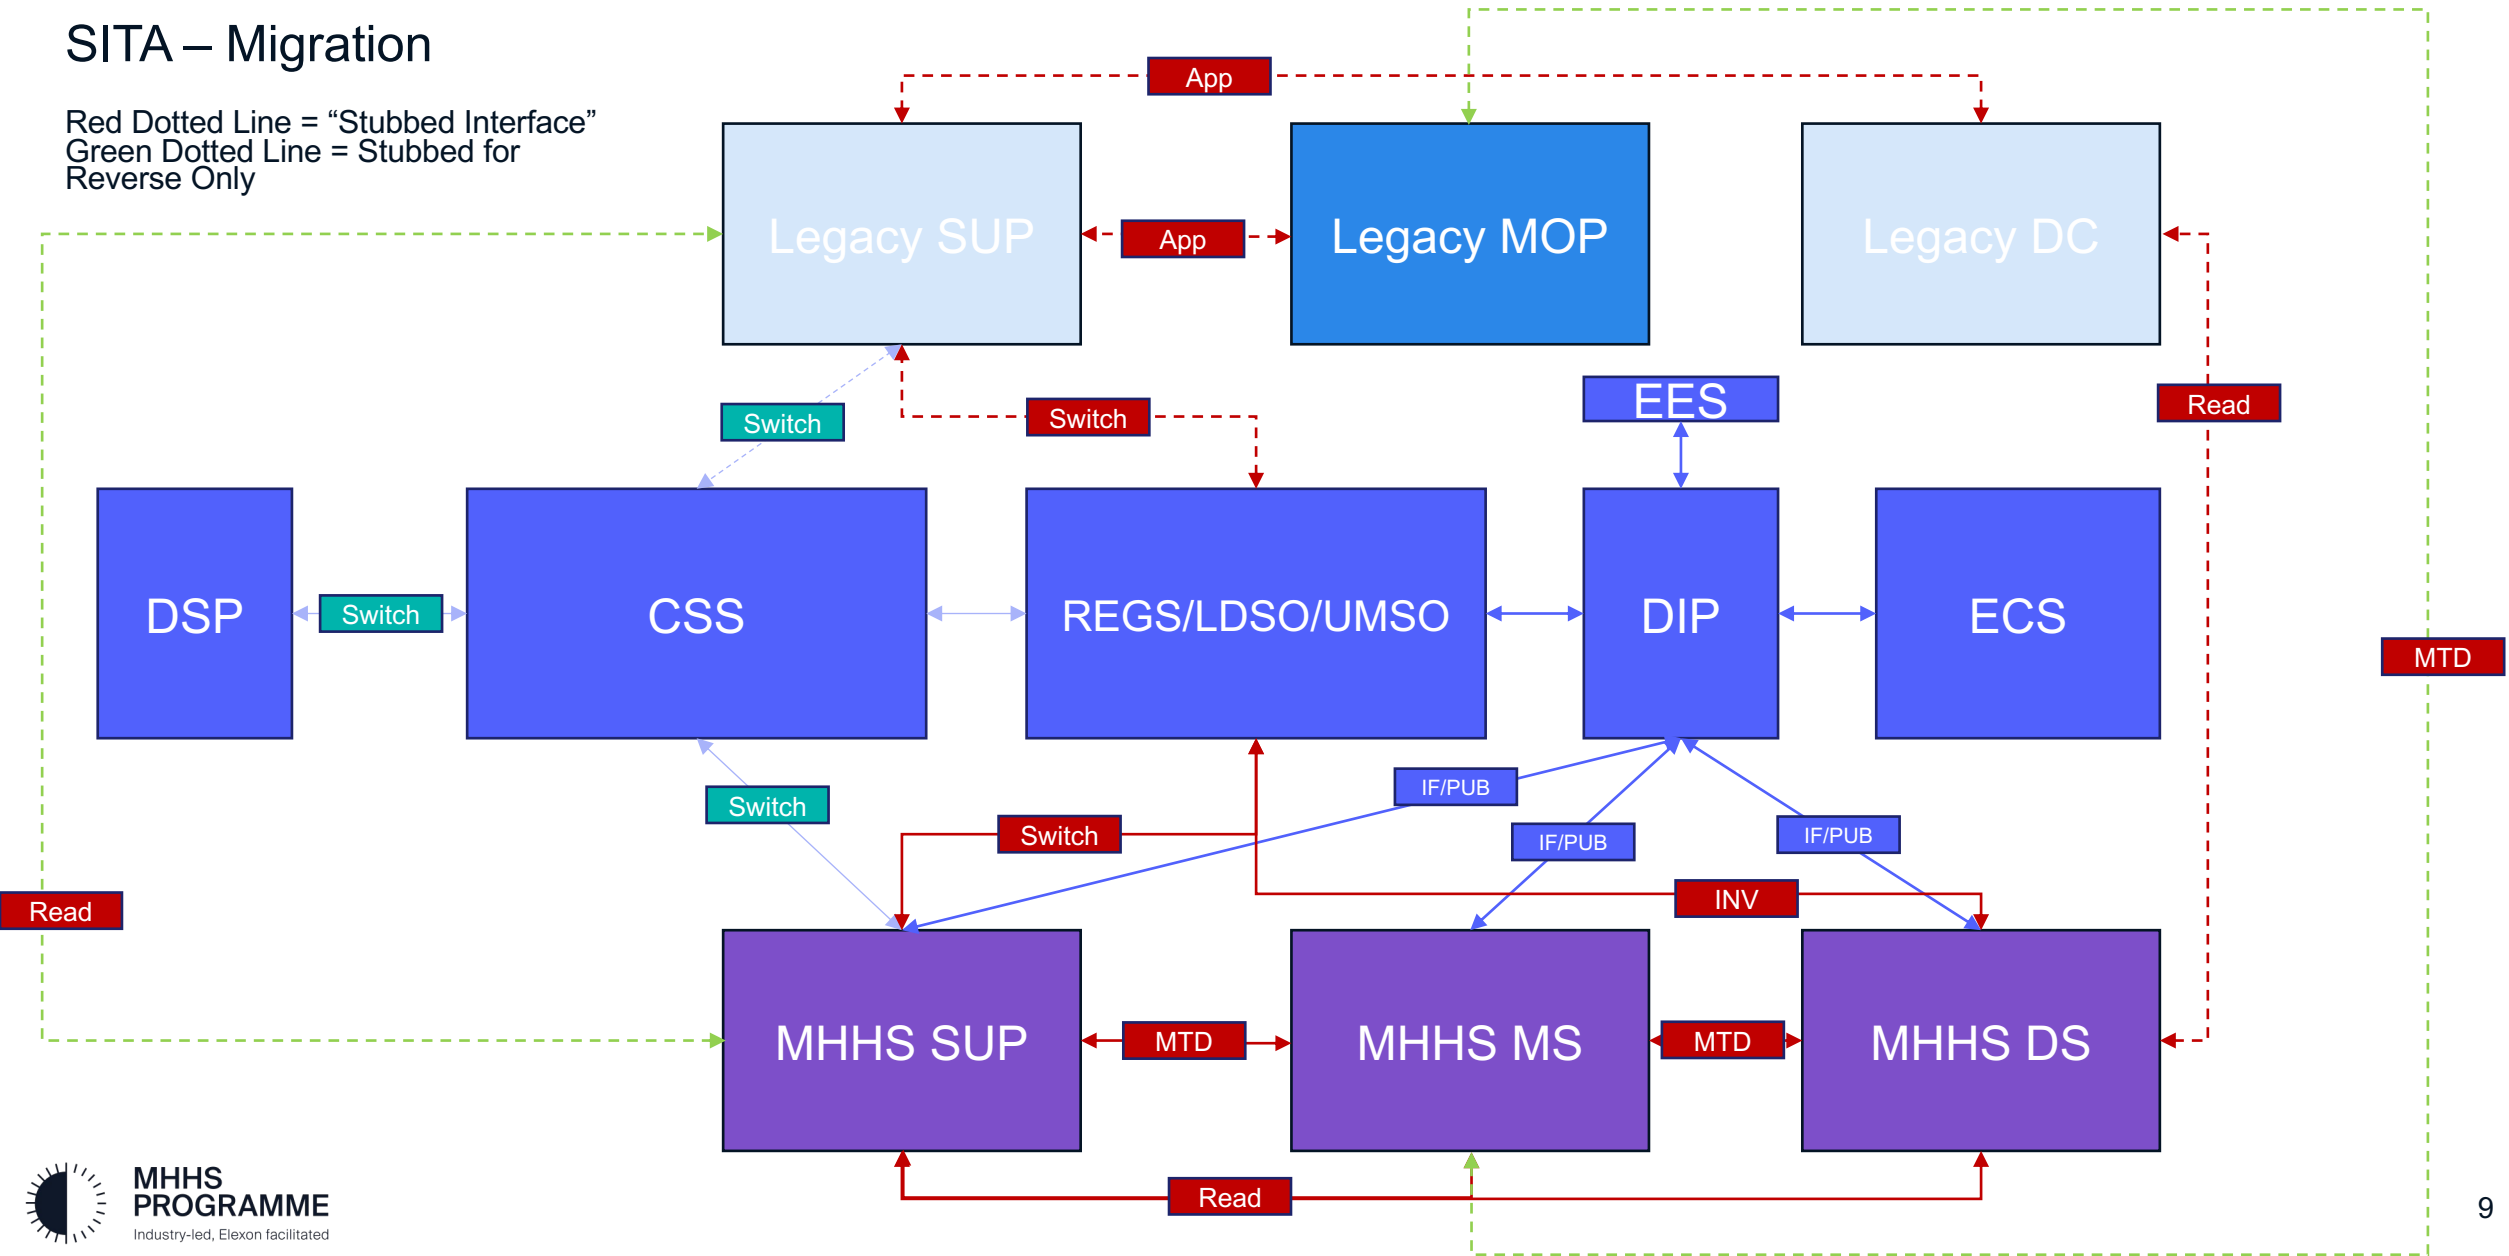 SITA – Migration
Red Dotted Line = “Stubbed Interface”
Green Dotted Line = Stubbed for
Reverse Only
App
Legacy SUP
App
Legacy MOP
Legacy DC
Switch
Switch
EES
Read
DSP
Switch
CSS
REGS/LDSO/UMSO
DIP
ECS
MTD
Switch
Switch
IF/PUB
IF/PUB
IF/PUB
Read
INV
MHHS SUP
MTD
MHHS MS
MTD
MHHS DS
Read
MHHS
PROGRAMME
Industry-led, Elexon facilitated
9